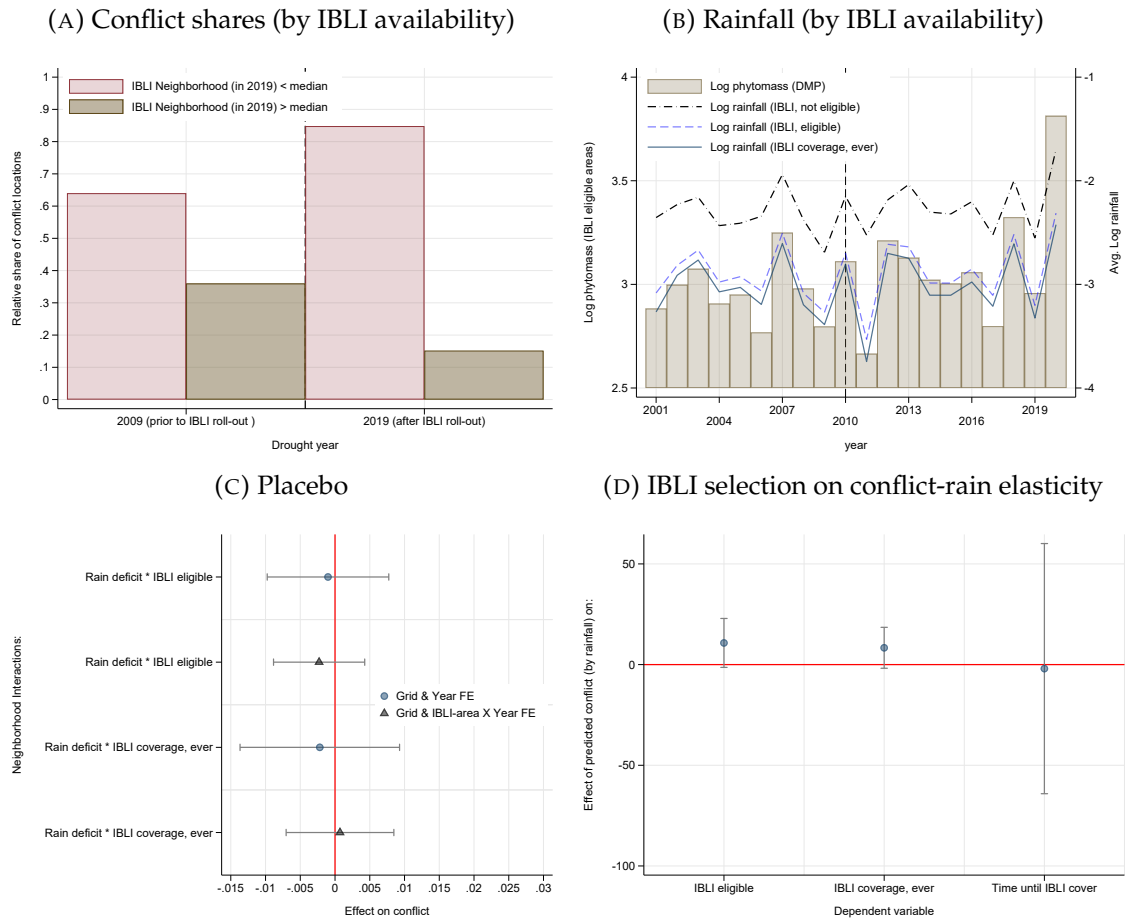 (A) Conflict shares (by IBLI availability)
1
.9
.8
.7
.6
.5
.4
.3
.2
.1
0
Relative share of conflict locations
IBLI Neighborhood (in 2019) < median
IBLI Neighborhood (in 2019) > median
2009 (prior to IBLI roll-out )
2019 (after IBLI roll-out)
Drought year
(B) Rainfall (by IBLI availability)
4
3.5
3
2.5
Log phytomass (IBLI eligible areas)
Log phytomass (DMP)
Log rainfall (IBLI, not eligible)
Log rainfall (IBLI, eligible)
Log rainfall (IBLI coverage, ever)
-1
-2
-3
-4
Avg. Log rainfall
2001
2004
2007
2010
2013
2016
2019
year
(C) Placebo
Neighborhood Interactions:
Rain deficit * IBLI eligible
Rain deficit * IBLI eligible
Rain deficit * IBLI coverage, ever
Rain deficit * IBLI coverage, ever
Grid & Year FE
Grid & IBLI-area X Year FE
-.015 -.01 -.005 0 .005 .01 .015 .02 .025 .03
Effect on conflict
(D) IBLI selection on conflict-rain elasticity
50
0
-50
-100
Effect of predicted conflict (by rainfall) on:
IBLI eligible
IBLI coverage, ever
Time until IBLI cover
Dependent variable